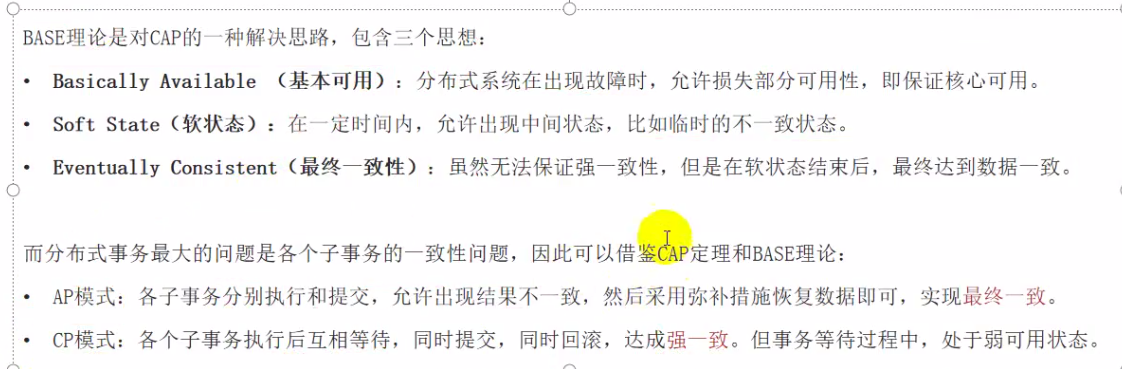 BASE理论是对CAP的一种解决思路，包含三个思想：
• Basically Available （基本可用）：分布式系统在出现故障时，允许损失部分可用性，即保证核心可用。
• Soft State（软状态）：在一定时间内，允许出现中间状态，比如临时的不一致状态。
• Eventually Consistent（最终一致性）：虽然无法保证强一致性，但是在软状态结束后，最终达到数据一致。
而分布式事务最大的问题是各个子事务的一致性问题，因此可以借鉴CAP定理和BASE理论：
• AP模式：各子事务分别执行和提交，允许出现结果不一致，然后采用弥补措施恢复数据即可，实现最终一致。
• CP模式：各个子事务执行后互相等待，同时提交，同时回滚，达成强一致。但事务等待过程中，处于弱可用状态。